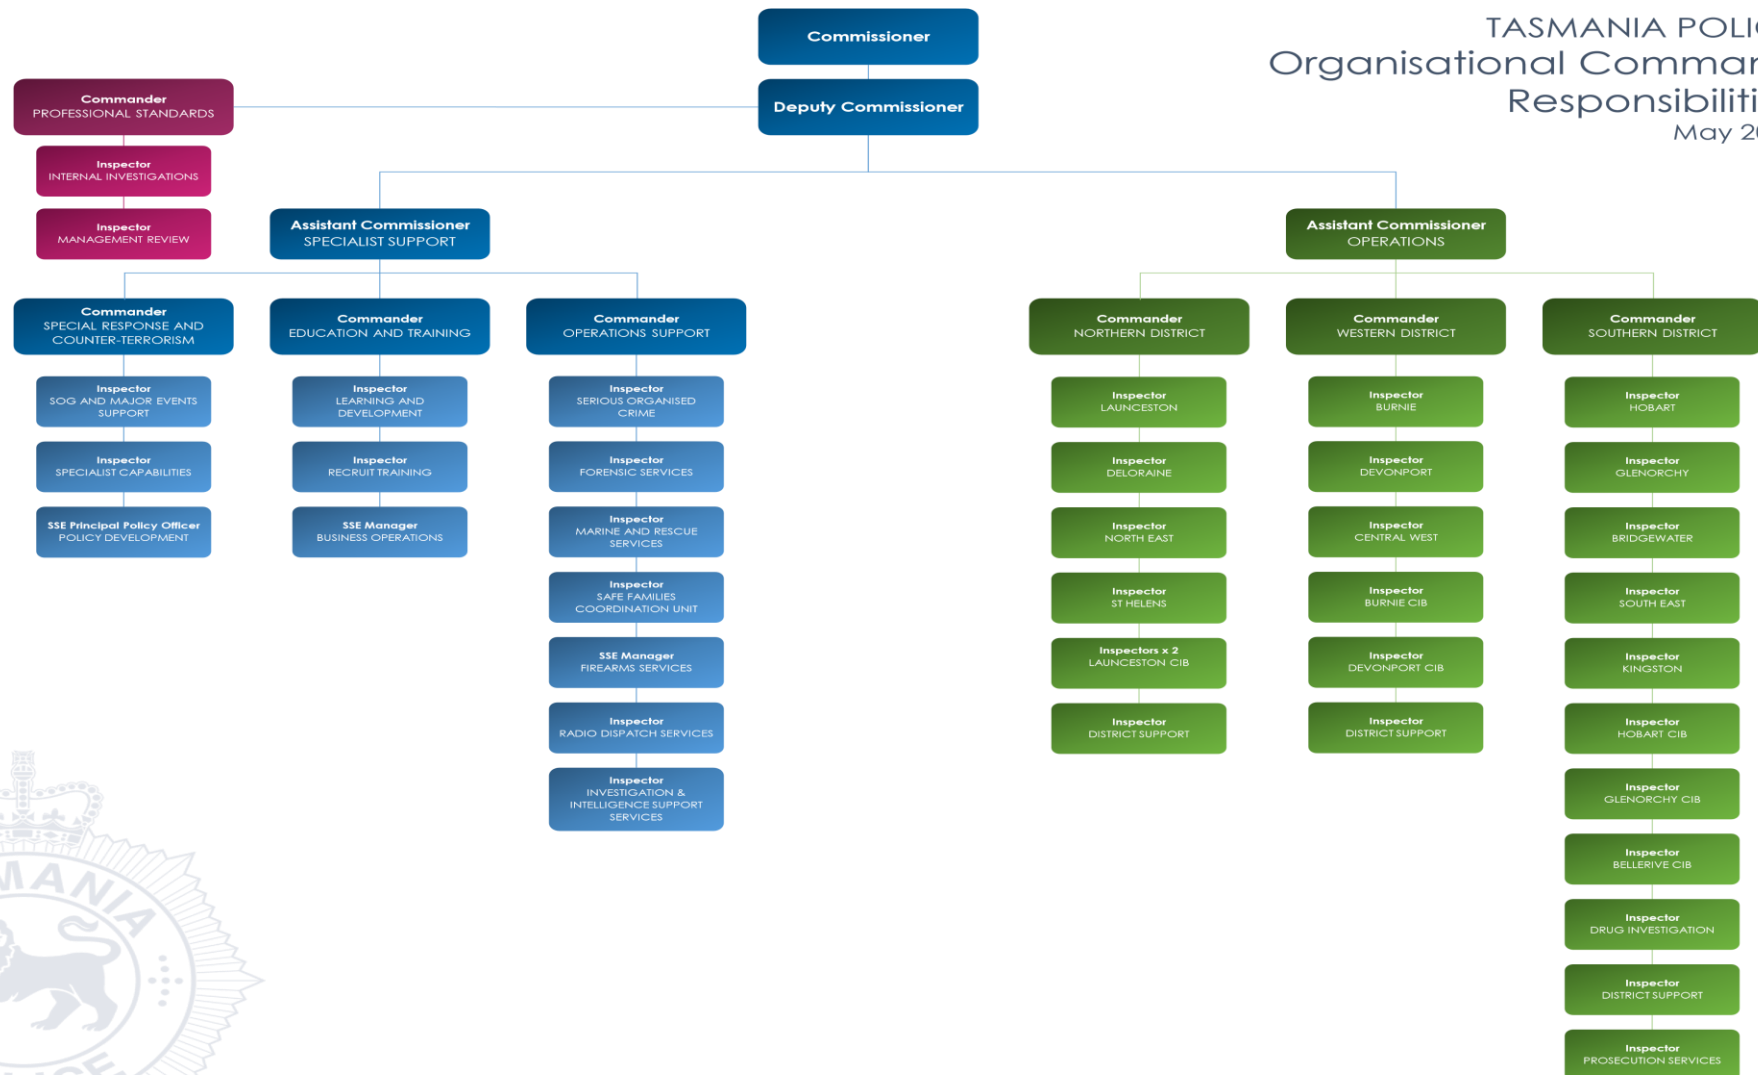 Commissioner
TASMANIA POLIC
Organisational Comman
Responsibiliti
May 20
Deputy Commissioner
Commander
PROFESSIONAL STANDARDS
Inspector
INTERNAL INVESTIGATIONS
Inspector
MANAGEMENT REVIEW
Assistant Commissioner
SPECIALIST SUPPORT
Assistant Commissioner
OPERATIONS
Commander
SPECIAL RESPONSE AND
COUNTER-TERRORISM
Inspector
SOG AND MAJOR EVENTS
SUPPORT
Inspector
SPECIALIST CAPABILITIES
SSE Principal Policy Officer
POLICY DEVELOPMENT
Commander
EDUCATION AND TRAINING
Inspector
LEARNING AND
DEVELOPMENT
Inspector
RECRUIT TRAINING
SSE Manager
BUSINESS OPERATIONS
Commander
OPERATIONS SUPPORT
Inspector
SERIOUS ORGANISED
CRIME
Inspector
FORENSIC SERVICES
Inspector
MARINE AND RESCUE
SERVICES
Inspector
SAFE FAMILIES
COORDINATION UNIT
SSE Manager
FIREARMS SERVICES
Inspector
RADIO DISPATCH SERVICES
Inspector
INVESTIGATION &
INTELLIGENCE SUPPORT
SERVICES
Commander
NORTHERN DISTRICT
Inspector
LAUNCESTON
Inspector
DELORAINE
Inspector
NORTH EAST
Inspector
ST HELENS
Inspectors x 2
LAUNCESTON CIB
Inspector
DISTRICT SUPPORT
Commander
WESTERN DISTRICT
Inspector
BURNIE
Inspector
DEVONPORT
Inspector
CENTRAL WEST
Inspector
BURNIE CIB
Inspector
DEVONPORT CIB
Inspector
DISTRICT SUPPORT
Commander
SOUTHERN DISTRICT
Inspector
HOBART
Inspector
GLENORCHY
Inspector
BRIDGEWATER
Inspector
SOUTH EAST
Inspector
KINGSTON
Inspector
HOBART CIB
Inspector
GLENORCHY CIB
Inspector
BELLERIVE CIB
Inspector
DRUG INVESTIGATION
Inspector
DISTRICT SUPPORT
Inspector
PROSECUTION SERVICES
MANIA
LICE